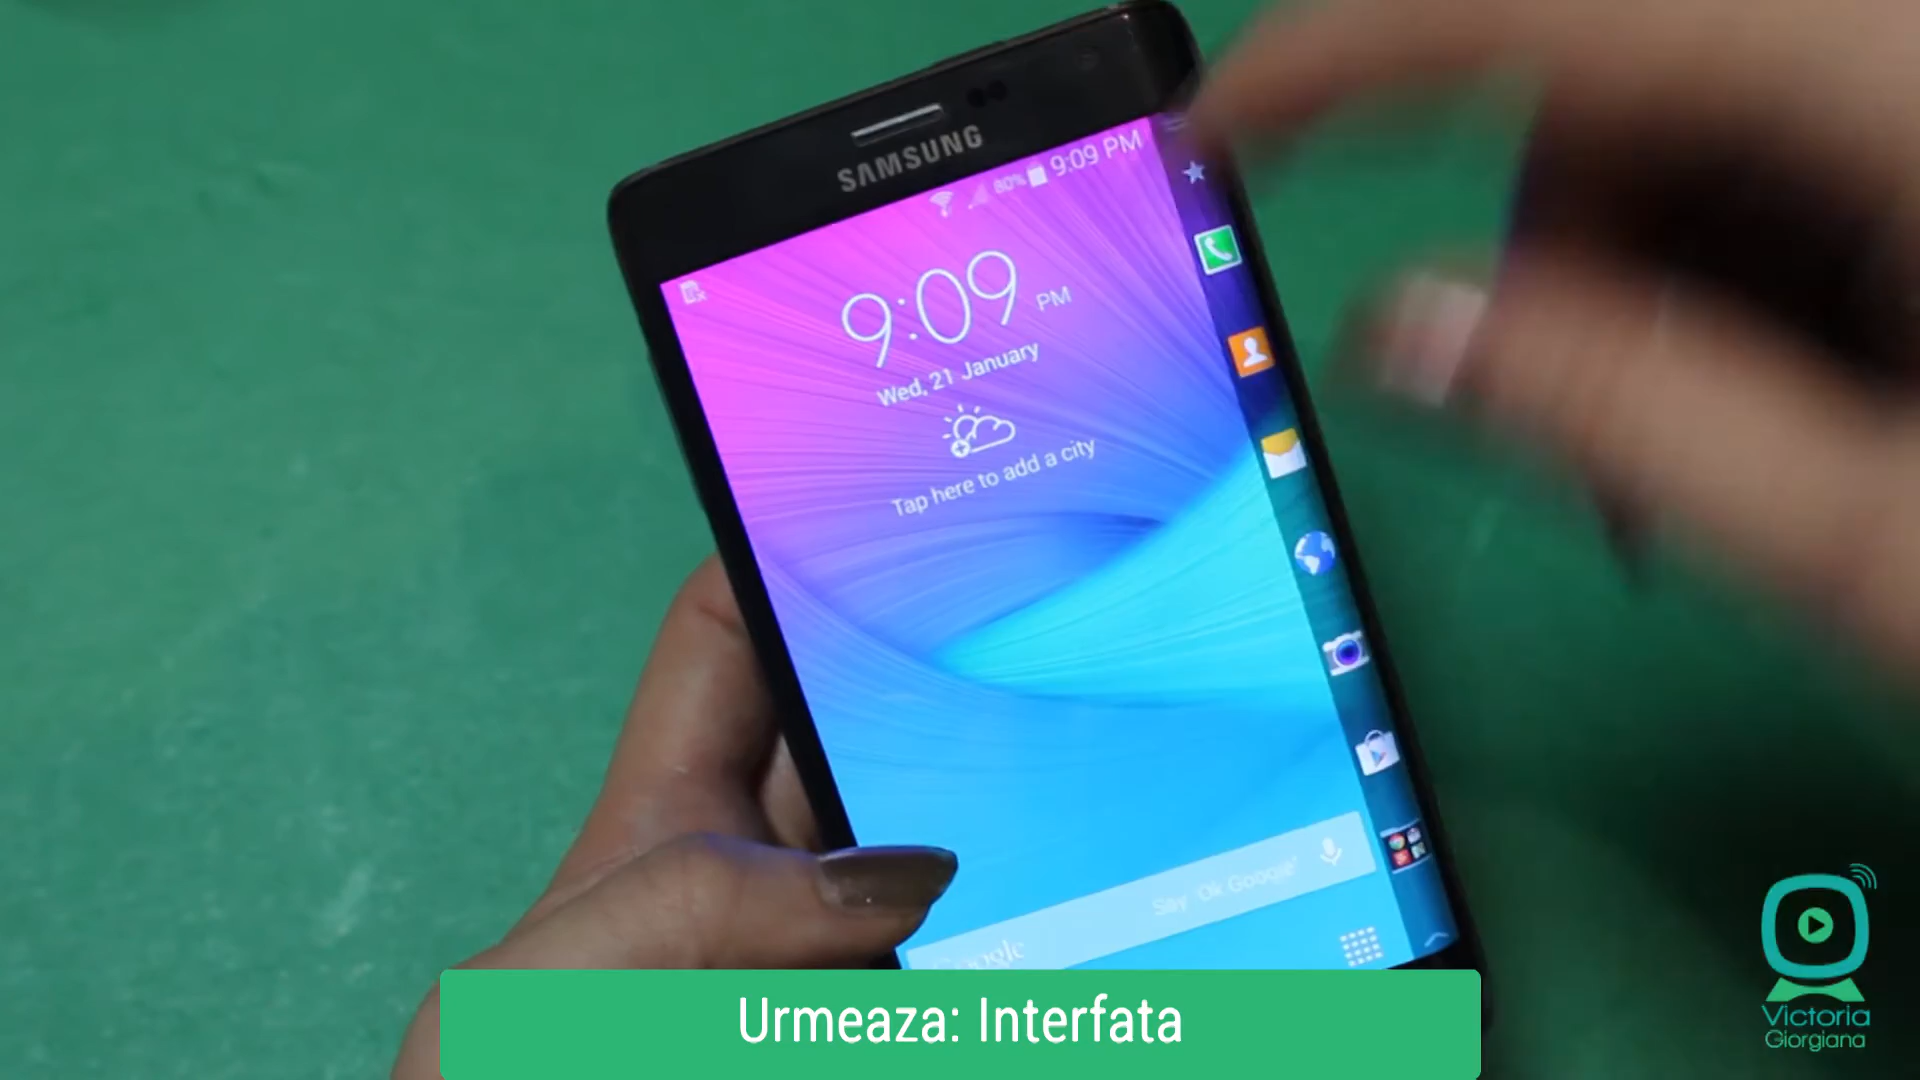 SAMSUNG
80% 9:09 PM
9:09 PM
Wed, 21 January
Tap here to add a city
Google
Say "Ok Google"
Urmeaza: Interfata
Victoria
Giorgiana